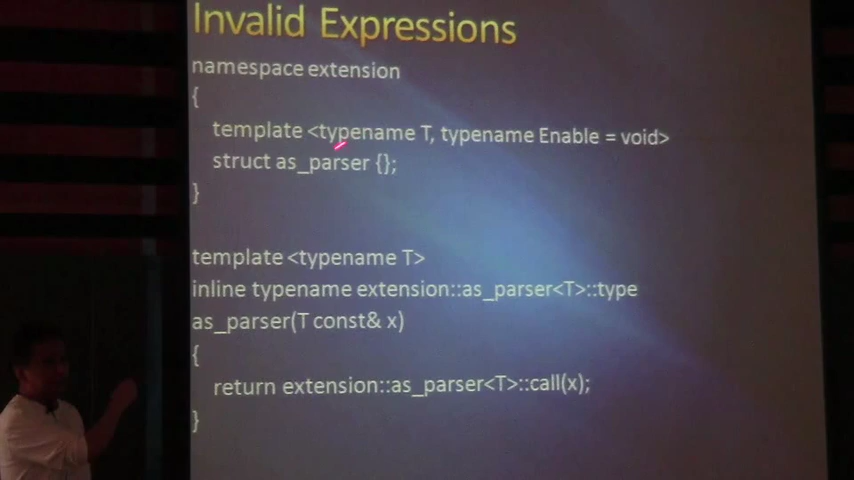 Invalid Expressions
namespace extension
{
template <typename T, typename Enable = void>
struct as_parser {};
}
template <typename T>
inline typename extension::as_parser<T>::type
as_parser(T const& x)
{
return extension::as_parser<T>::call(x);
}